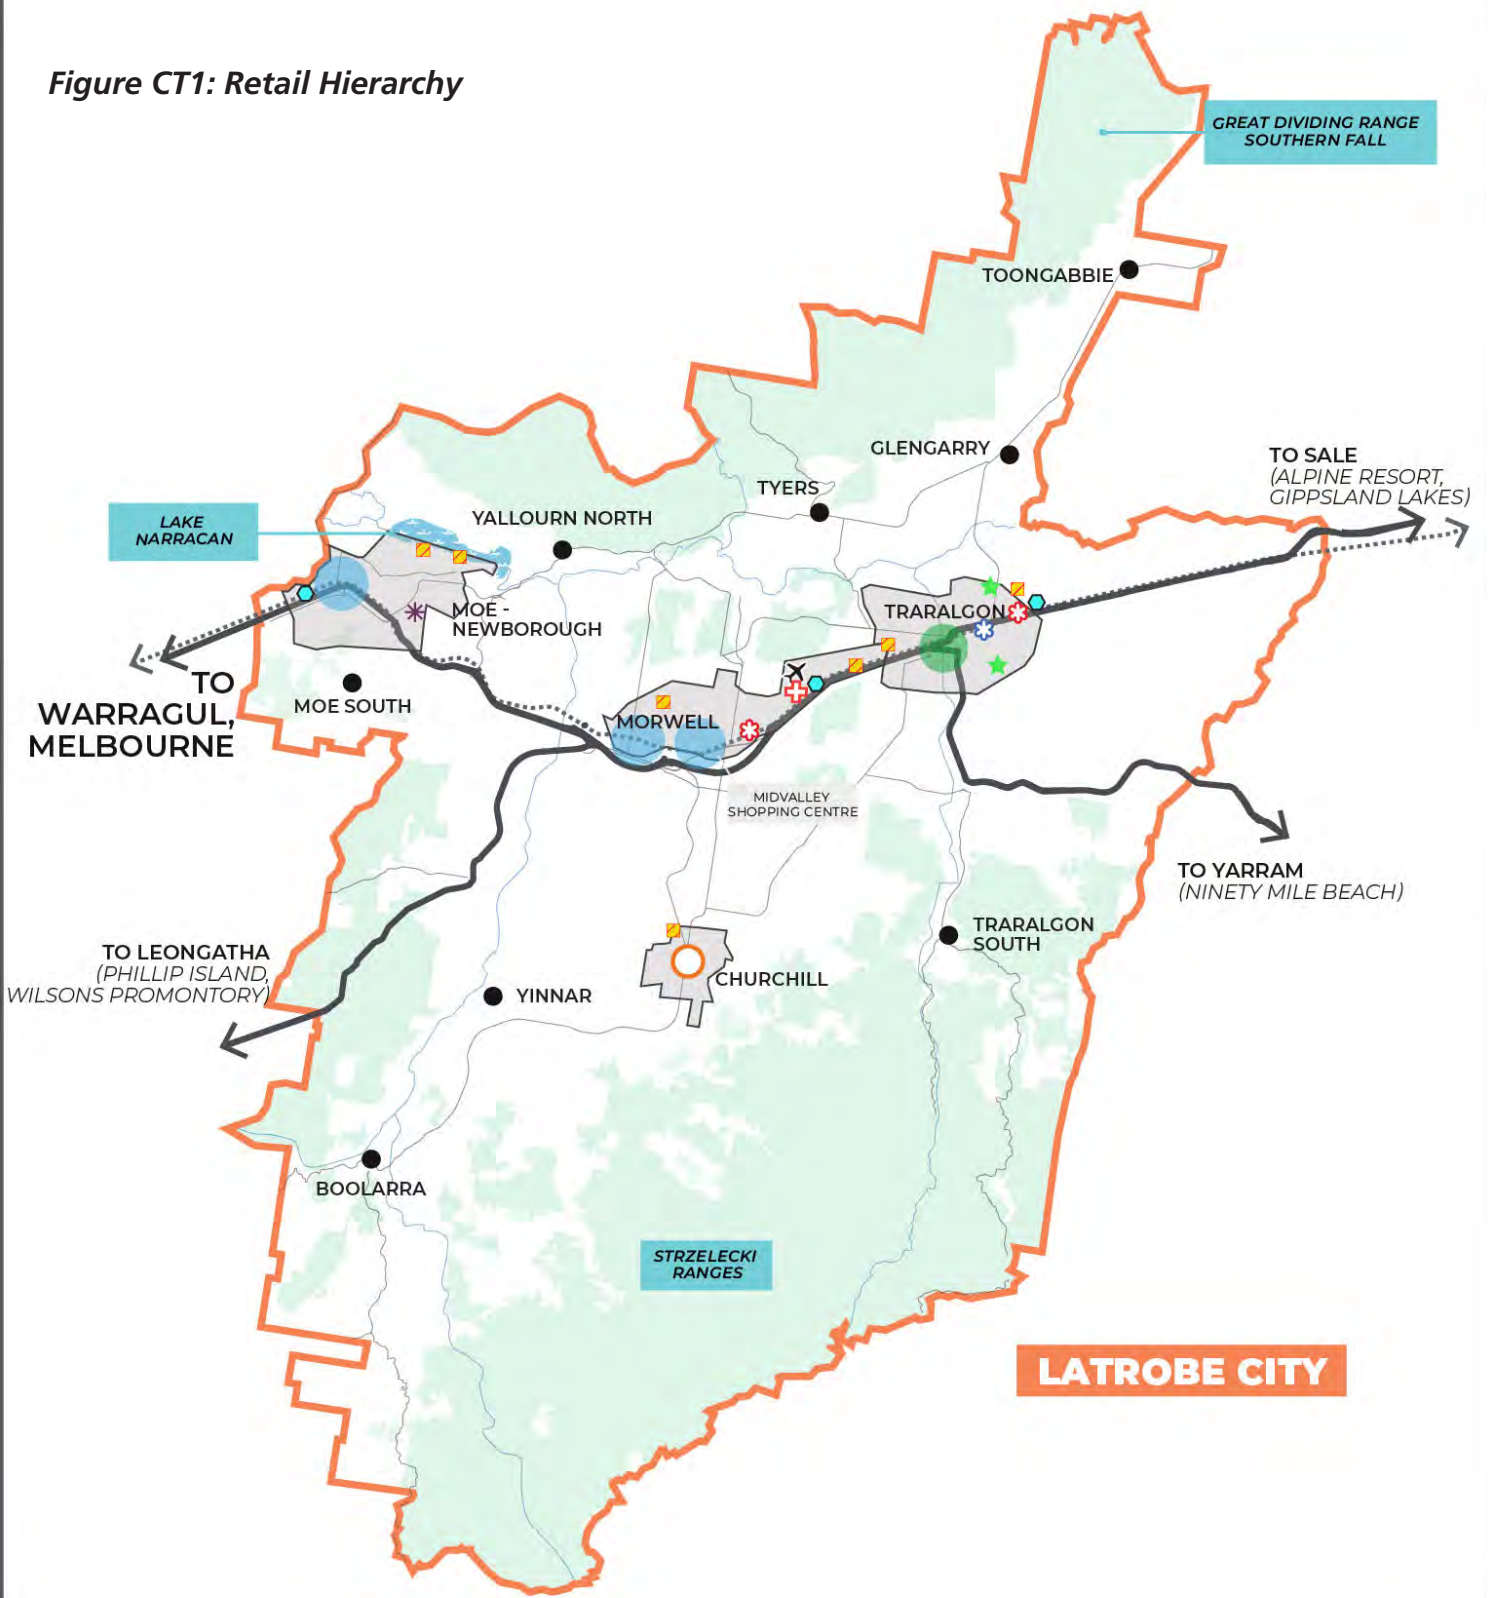 Figure CT1: Retail Hierarchy
GREAT DIVIDING RANGE
SOUTHERN FALL
TOONGABBIE
GLENGARRY
TO SALE
(ALPINE RESORT,
GIPPSLAND LAKES)
TYERS
LAKE
NARRACAN
YALLOURN NORTH
MOE -
NEWBOROUGH
TRARALGON
TO
WARRAGUL,
MELBOURNE
MOE SOUTH
MORWELL
MIDVALLEY
SHOPPING CENTRE
TO YARRAM
(NINETY MILE BEACH)
TRARALGON
SOUTH
TO LEONGATHA
(PHILLIP ISLAND,
WILSONS PROMONTORY)
CHURCHILL
YINNAR
BOOLARRA
STRZELECKI
RANGES
LATROBE CITY